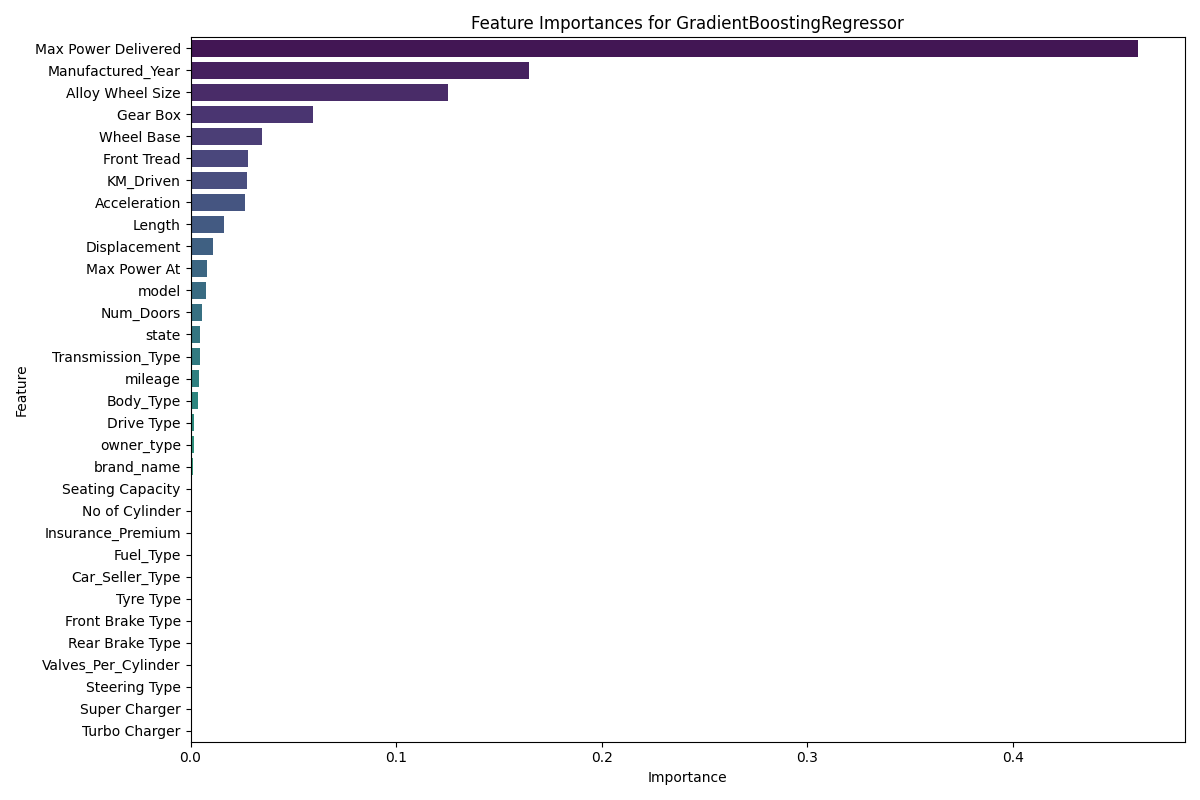 Feature Importances for GradientBoostingRegressor
Max Power Delivered
Manufactured_Year
Alloy Wheel Size
Gear Box
Wheel Base
Front Tread
KM_Driven
Acceleration
Length
Displacement
Max Power At
model
Num_Doors
state
Transmission_Type
mileage
Body_Type
Drive Type
owner_type
brand_name
Seating Capacity
No of Cylinder
Insurance_Premium
Fuel_Type
Car_Seller_Type
Tyre Type
Front Brake Type
Rear Brake Type
Valves_Per_Cylinder
Steering Type
Super Charger
Turbo Charger
Feature
0.0 0.1 0.2 0.3 0.4
Importance